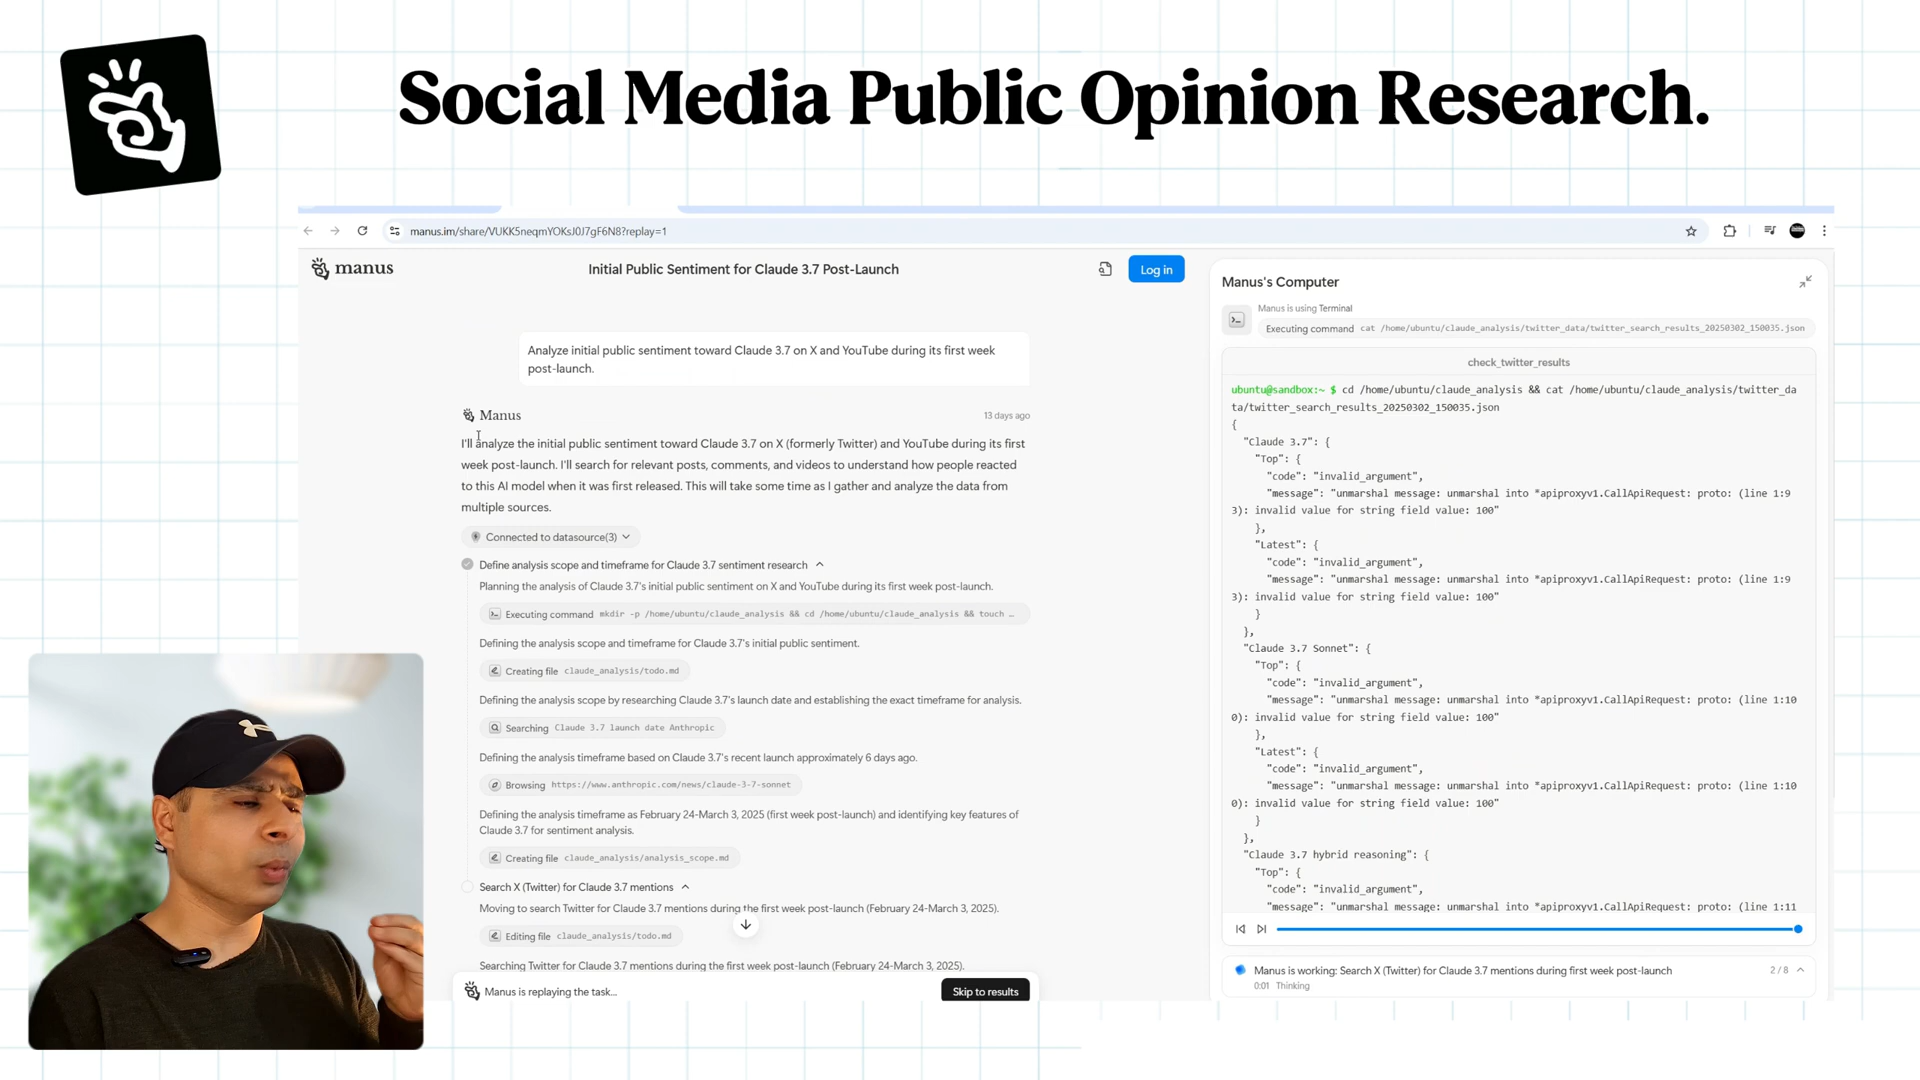 Social Media Public Opinion Research.
manus.im/share/VUKK5neqmYOKsJ0J7gF6N8?replay=1
manus
Initial Public Sentiment for Claude 3.7 Post-Launch
Log in
Analyze initial public sentiment toward Claude 3.7 on X and YouTube during its first week
post-launch.
Manus
13 days ago
I'll analyze the initial public sentiment toward Claude 3.7 on X (formerly Twitter) and YouTube during its first
week post-launch. I'll search for relevant posts, comments, and videos to understand how people reacted
to this AI model when it was first released. This will take some time as I gather and analyze the data from
multiple sources.
Connected to datasource(3)
Define analysis scope and timeframe for Claude 3.7 sentiment research
Planning the analysis of Claude 3.7's initial public sentiment on X and YouTube during its first week post-launch.
Executing command mkdir -p /home/ubuntu/claude_analysis && cd /home/ubuntu/claude_analysis && touch …
Defining the analysis scope and timeframe for Claude 3.7's initial public sentiment.
Creating file claude_analysis/todo.md
Defining the analysis scope by researching Claude 3.7's launch date and establishing the exact timeframe for analysis.
Searching Claude 3.7 launch date Anthropic
Defining the analysis timeframe based on Claude 3.7's recent launch approximately 6 days ago.
Browsing https://www.anthropic.com/news/claude-3-7-sonnet
Defining the analysis timeframe as February 24-March 3, 2025 (first week post-launch) and identifying key features of
Claude 3.7 for sentiment analysis.
Creating file claude_analysis/analysis_scope.md
Search X (Twitter) for Claude 3.7 mentions
Moving to search Twitter for Claude 3.7 mentions during the first week post-launch (February 24-March 3, 2025).
Editing file claude_analysis/todo.md
Searching Twitter for Claude 3.7 mentions during the first week post-launch (February 24-March 3, 2025).
Manus is replaying the task...
Skip to results
Manus's Computer
Manus is using Terminal
Executing command cat /home/ubuntu/claude_analysis/twitter_data/twitter_search_results_20250302_150035.json
check_twitter_results
ubuntu@sandbox:~ $ cd /home/ubuntu/claude_analysis && cat /home/ubuntu/claude_analysis/twitter_da
ta/twitter_search_results_20250302_150035.json
{
"Claude 3.7": {
"Top": {
"code": "invalid_argument",
"message": "unmarshal message: unmarshal into *apiproxyv1.CallApiRequest: proto: (line 1:9
3): invalid value for string field value: 100"
},
"Latest": {
"code": "invalid_argument",
"message": "unmarshal message: unmarshal into *apiproxyv1.CallApiRequest: proto: (line 1:9
3): invalid value for string field value: 100"
}
},
"Claude 3.7 Sonnet": {
"Top": {
"code": "invalid_argument",
"message": "unmarshal message: unmarshal into *apiproxyv1.CallApiRequest: proto: (line 1:10
0): invalid value for string field value: 100"
},
"Latest": {
"code": "invalid_argument",
"message": "unmarshal message: unmarshal into *apiproxyv1.CallApiRequest: proto: (line 1:10
0): invalid value for string field value: 100"
}
},
"Claude 3.7 hybrid reasoning": {
"Top": {
"code": "invalid_argument",
"message": "unmarshal message: unmarshal into *apiproxyv1.CallApiRequest: proto: (line 1:11
Manus is working: Search X (Twitter) for Claude 3.7 mentions during first week post-launch
2 / 8
0:01 Thinking